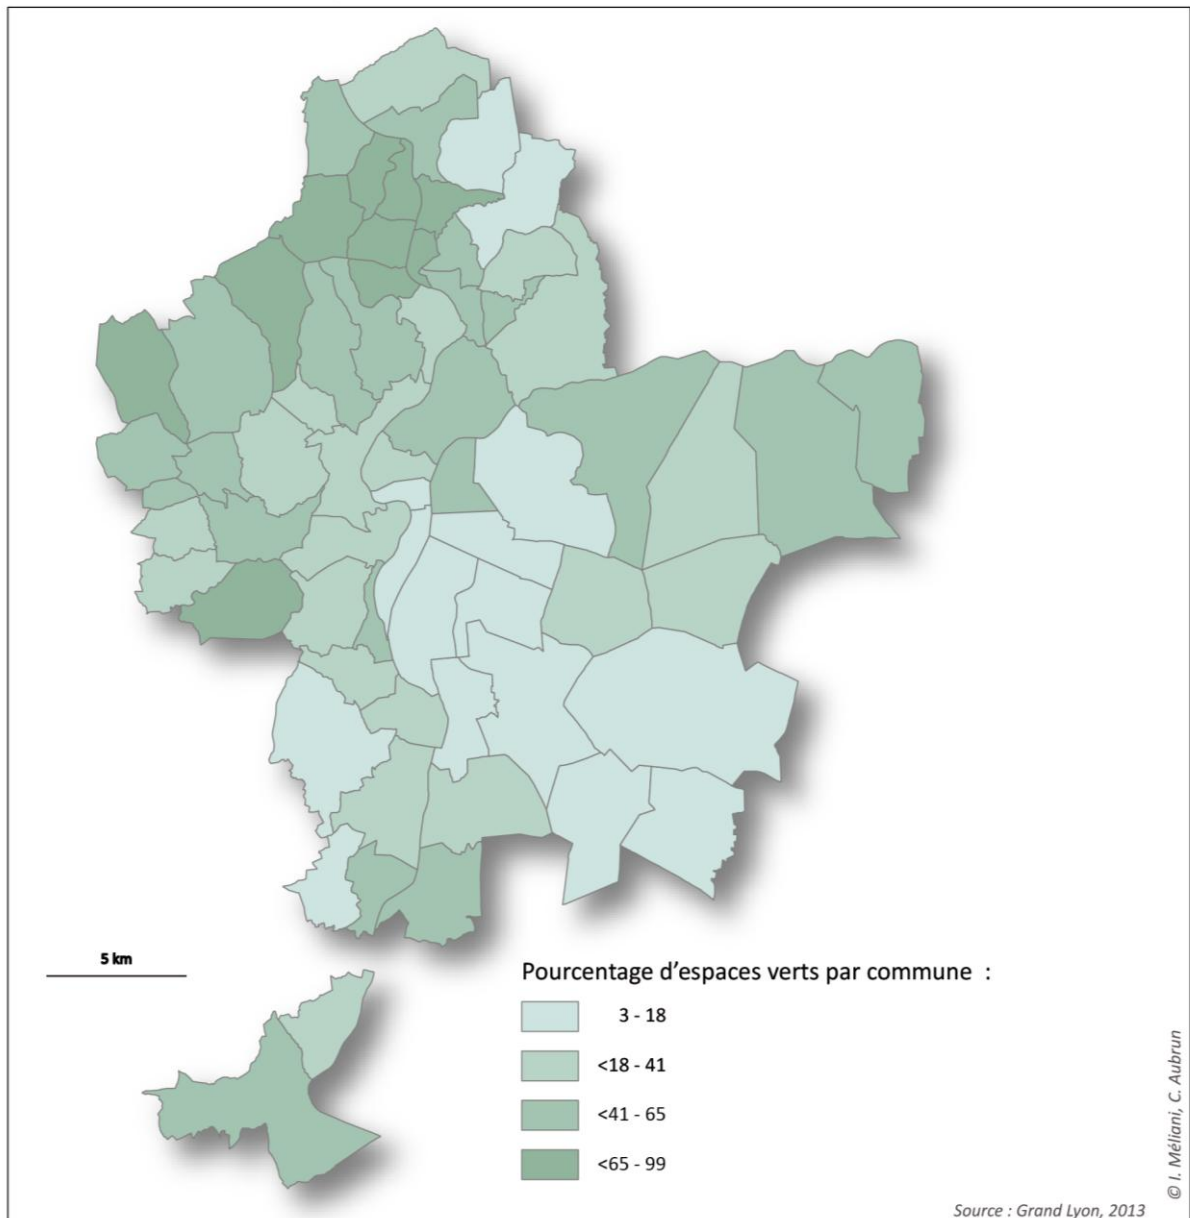 5 km
Pourcentage d'espaces verts par commune :
3 - 18
<18 - 41
<41 - 65
<65 - 99
© I. Méliani, C. Aubrun
Source : Grand Lyon, 2013